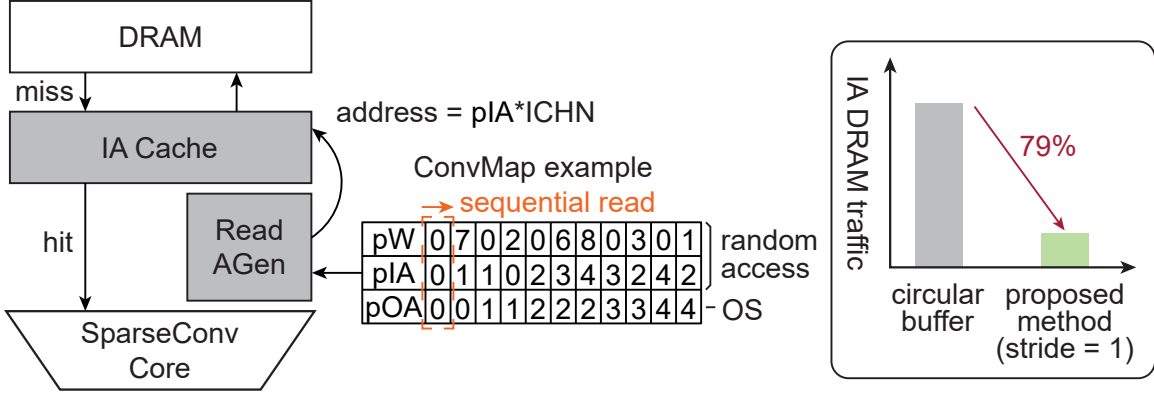 DRAM
miss
IA Cache
address = pIA*ICHN
Read
AGen
hit
SparseConv
Core
ConvMap example
sequential read
pW 0 7 0 2 0 6 8 0 3 0 1
pIA 0 1 1 0 2 3 4 3 2 4 2
pOA 0 0 1 1 2 2 2 3 3 4 4
random
access
OS
IA DRAM traffic
79%
circular
buffer
proposed
method
(stride = 1)